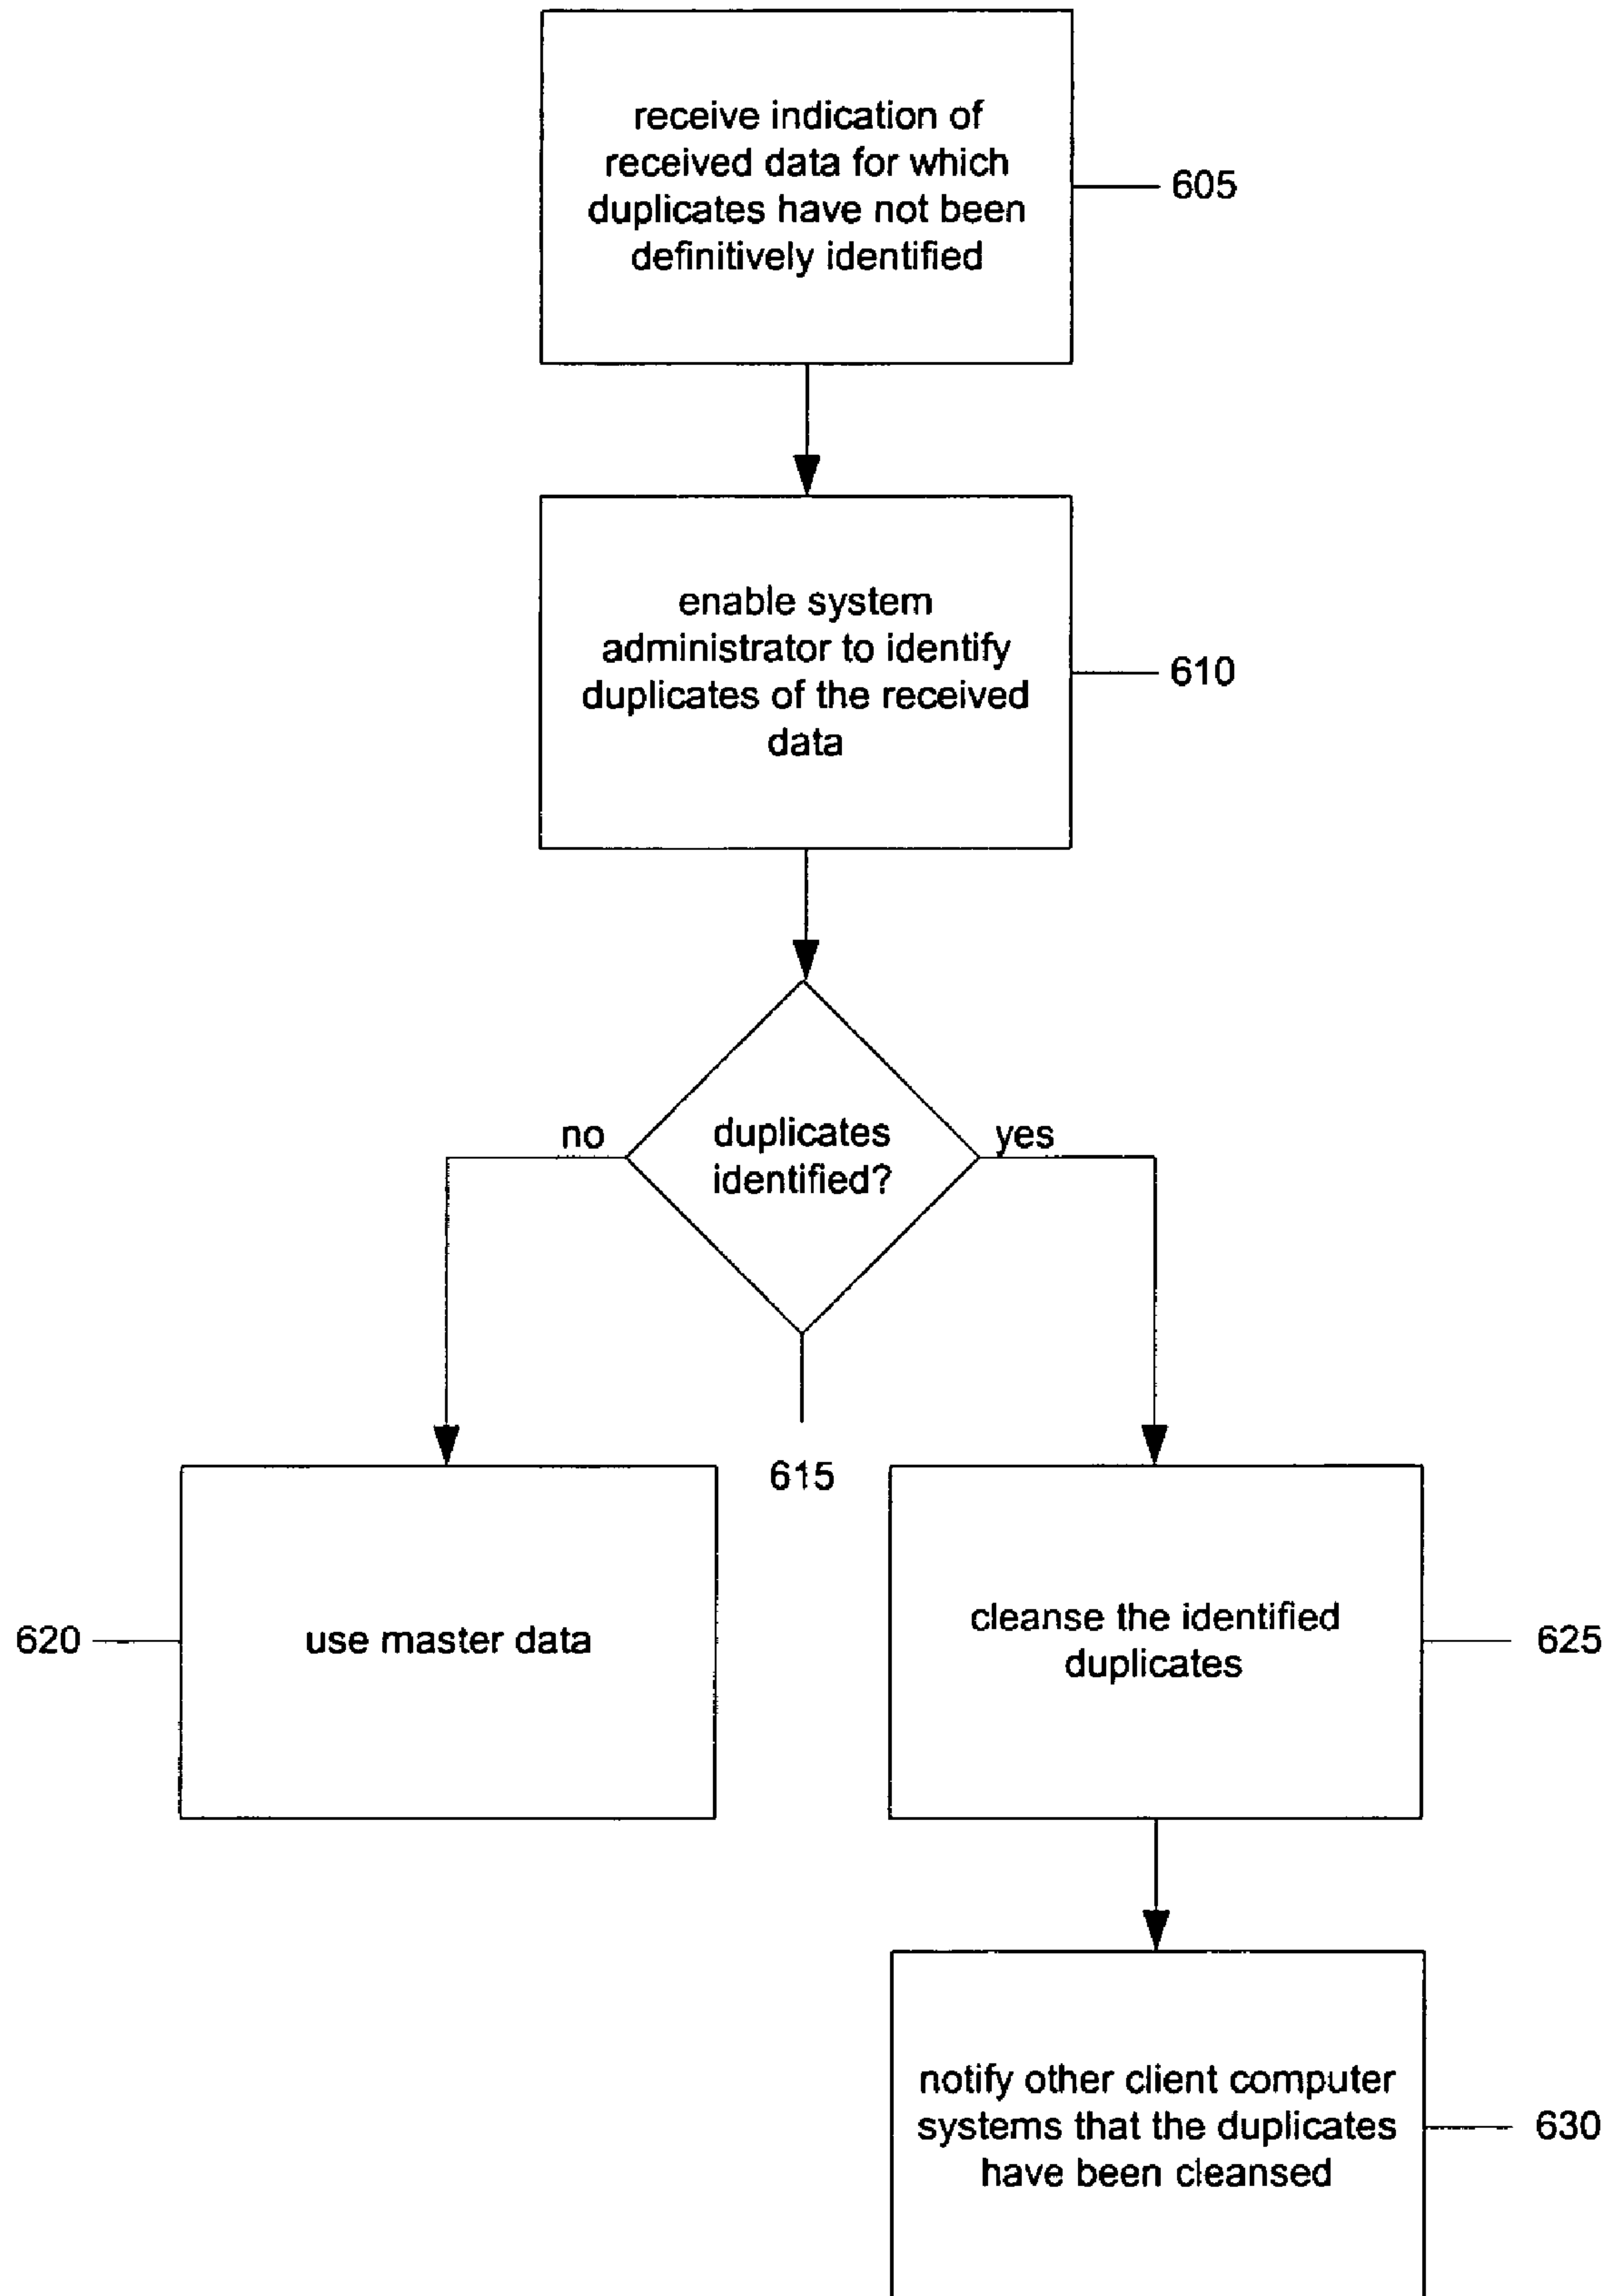 receive indication of
received data for which
duplicates have not been
definitively identified
605
enable system
administrator to identify
duplicates of the received
data
610
no
duplicates
identified?
yes
615
620
use master data
cleanse the identified
duplicates
625
notify other client computer
systems that the duplicates
have been cleansed
630